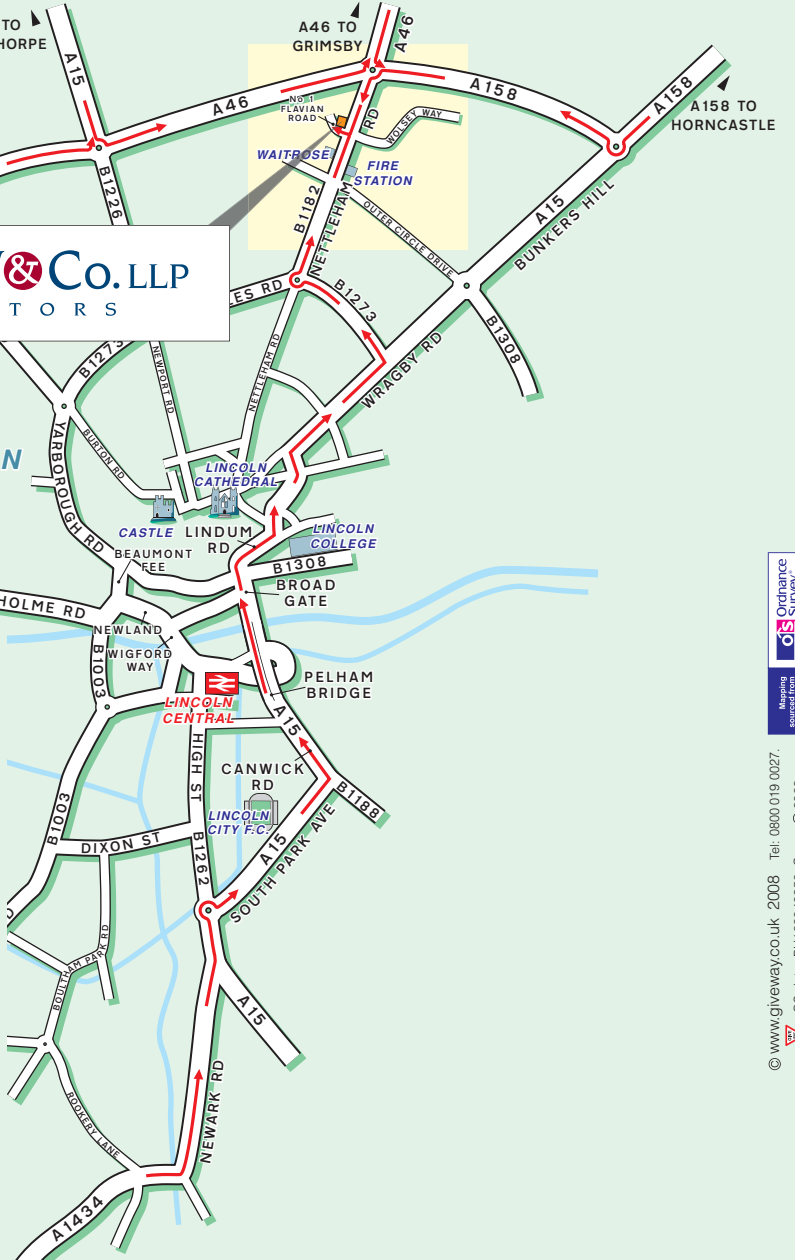 TO
HORPE
A15
A46 TO
GRIMSBY
A46
A158
A158
A158 TO
HORNCASTLE
A46
No 1
FLAVIAN
ROAD
RD
WOLSEY WAY
WAITROSE
FIRE
STATION
B1226
B1182
NETTLEHAM
OUTER CIRCLE DRIVE
A15
BUNKERS HILL
&Co. LLP
TORS
LES RD
B1273
B1273
NEWPORT RD
NETTLEHAM RD
WRAGBY RD
B1308
YARBOROUGH RD
BURTON RD
N
LINCOLN
CATHEDRAL
CASTLE
LINDUM
RD
LINCOLN
COLLEGE
BEAUMONT
FEE
B1308
BROAD
GATE
HOLME RD
NEWLAND
WIGFORD
WAY
B1003
PELHAM
BRIDGE
LINCOLN
CENTRAL
A15
HIGH ST
CANWICK
RD
B1188
LINCOLN
CITY F.C.
B1003
DIXON ST
B1262
A15
SOUTH PARK AVE
BOULTHAM PARK RD
A15
ROOKERY LANE
NEWARK RD
A1434
Ordnance
Survey®
os
Mapping
sourced from
© www.giveway.co.uk 2008 Tel: 0800 019 0027.